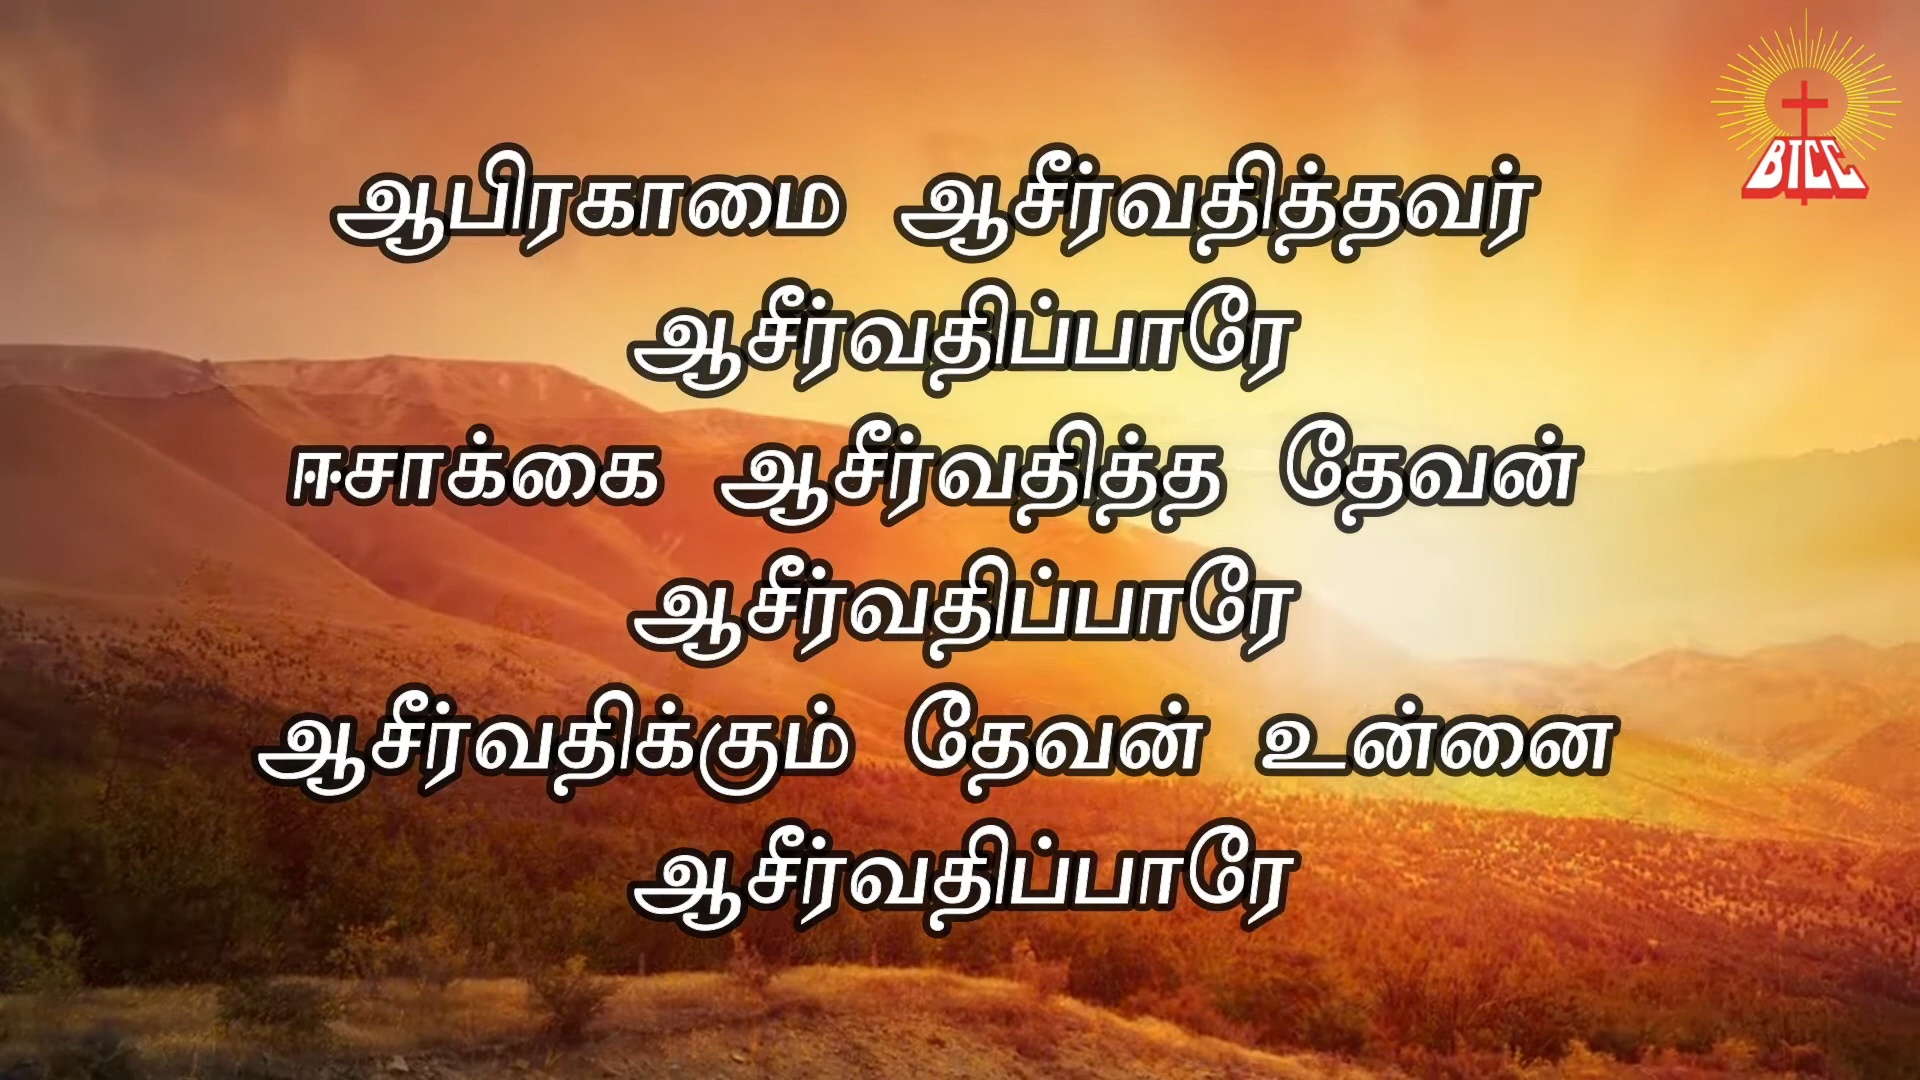 BICC
ஆபிரகாமை ஆசீர்வதித்தவர்
ஆசீர்வதிப்பாரே
ஈசாக்கை ஆசீர்வதித்த தேவன்
ஆசீர்வதிப்பாரே
ஆசீர்வதிக்கும் தேவன் உன்னை
ஆசீர்வதிப்பாரே